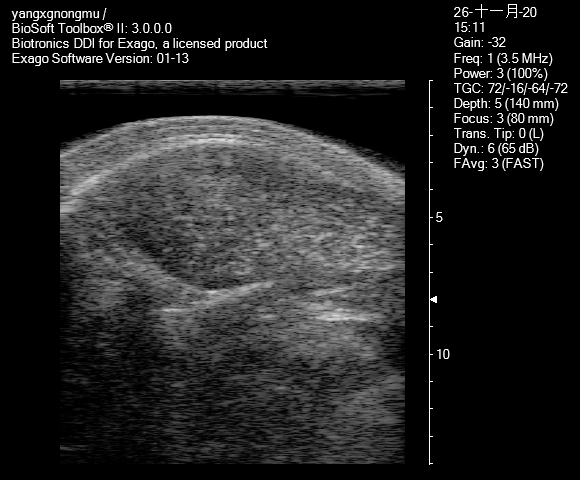 yangxgnongmu /
BioSoft Toolbox® II: 3.0.0.0
Biotronics DDI for Exago, a licensed product
Exago Software Version: 01-13
26-十一月-20
15:11
Gain: -32
Freq: 1 (3.5 MHz)
Power: 3 (100%)
TGC: 72/-16/-64/-72
Depth: 5 (140 mm)
Focus: 3 (80 mm)
Trans. Tip: 0 (L)
Dyn.: 6 (65 dB)
FAvg: 3 (FAST)
5
10